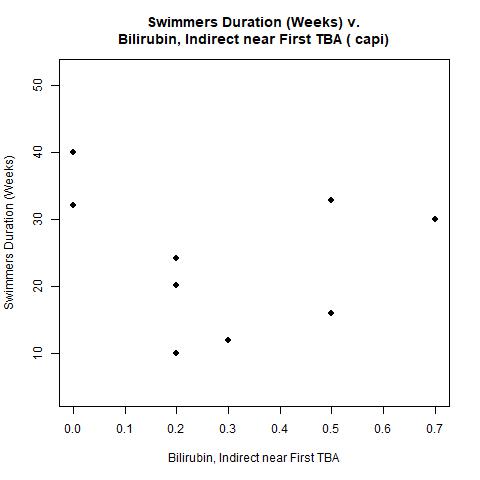 Swimmers Duration (Weeks) v.
Bilirubin, Indirect near First TBA ( capi)
Swimmers Duration (Weeks)
50
40
30
20
10
0.0 0.1 0.2 0.3 0.4 0.5 0.6 0.7
Bilirubin, Indirect near First TBA